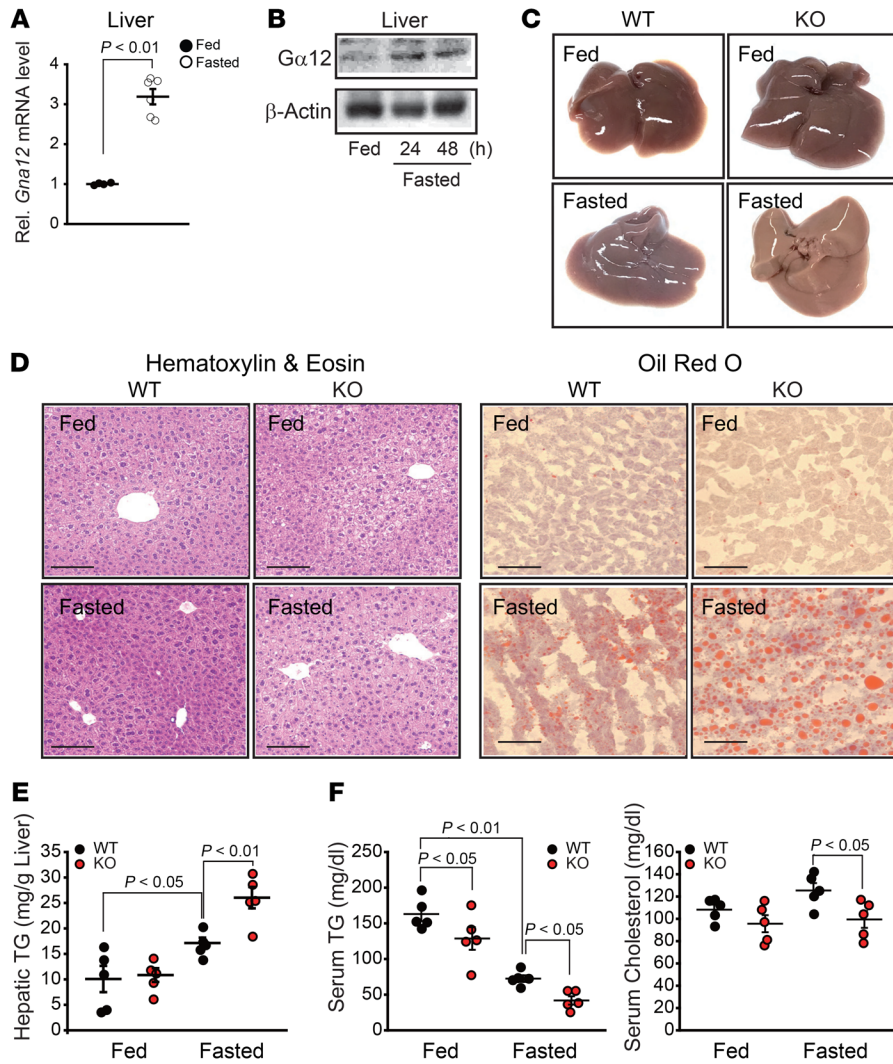 A
Liver
P < 0.01
Fed
Fasted
Rel. Gna12 mRNA level
4
3
2
1
0
B
Liver
Gα12
β-Actin
Fed
24
48
(h)
Fasted
C
WT
KO
Fed
Fed
Fasted
Fasted
D
Hematoxylin & Eosin
WT
KO
Fed
Fed
Fasted
Fasted
Oil Red O
WT
KO
Fed
Fed
Fasted
Fasted
E
WT
KO
P < 0.01
P < 0.05
Hepatic TG (mg/g Liver)
35
30
25
20
15
10
5
0
Fed
Fasted
F
WT
KO
P < 0.01
P < 0.05
P < 0.05
Serum TG (mg/dl)
250
200
150
100
50
0
Fed
Fasted
WT
KO
P < 0.05
Serum Cholesterol (mg/dl)
160
140
120
100
80
60
40
20
0
Fed
Fasted